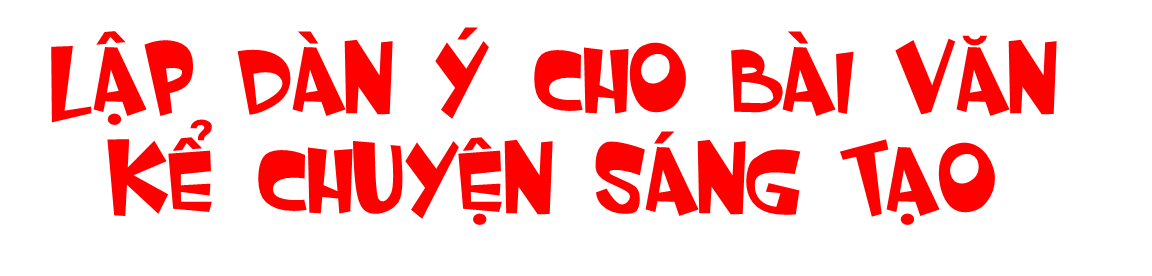 LẬP DÀN Ý CHO BÀI VĂN
KỂ CHUYỆN SÁNG TẠO